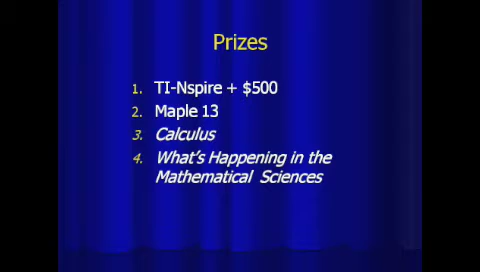 Prizes
1. TI-Nspire + $500
2. Maple 13
3. Calculus
4. What's Happening in the
Mathematical Sciences